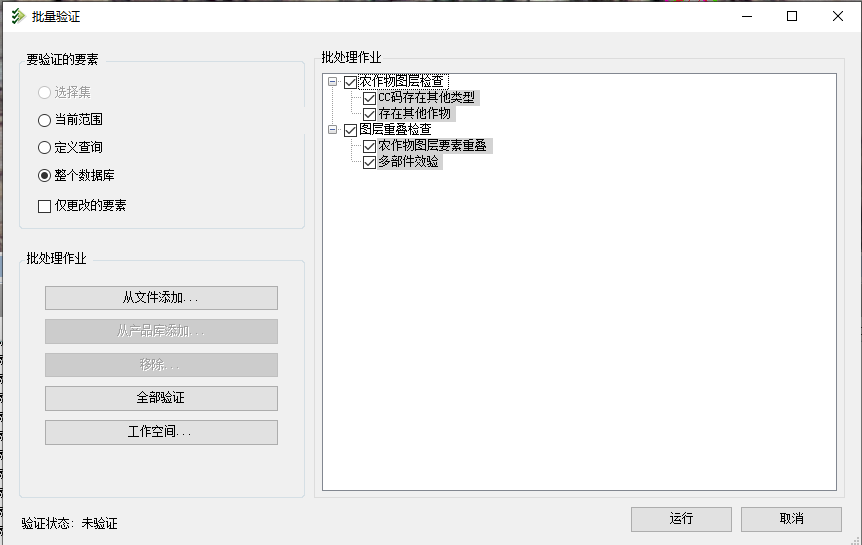 批量验证
要验证的要素
选择集
当前范围
定义查询
整个数据库
仅更改的要素
批处理作业
从文件添加...
从产品库添加...
移除...
全部验证
工作空间...
验证状态：未验证
批处理作业
农作物图层检查
CC码存在其他类型
存在其他作物
图层重叠检查
农作物图层要素重叠
多部件效验
运行
取消